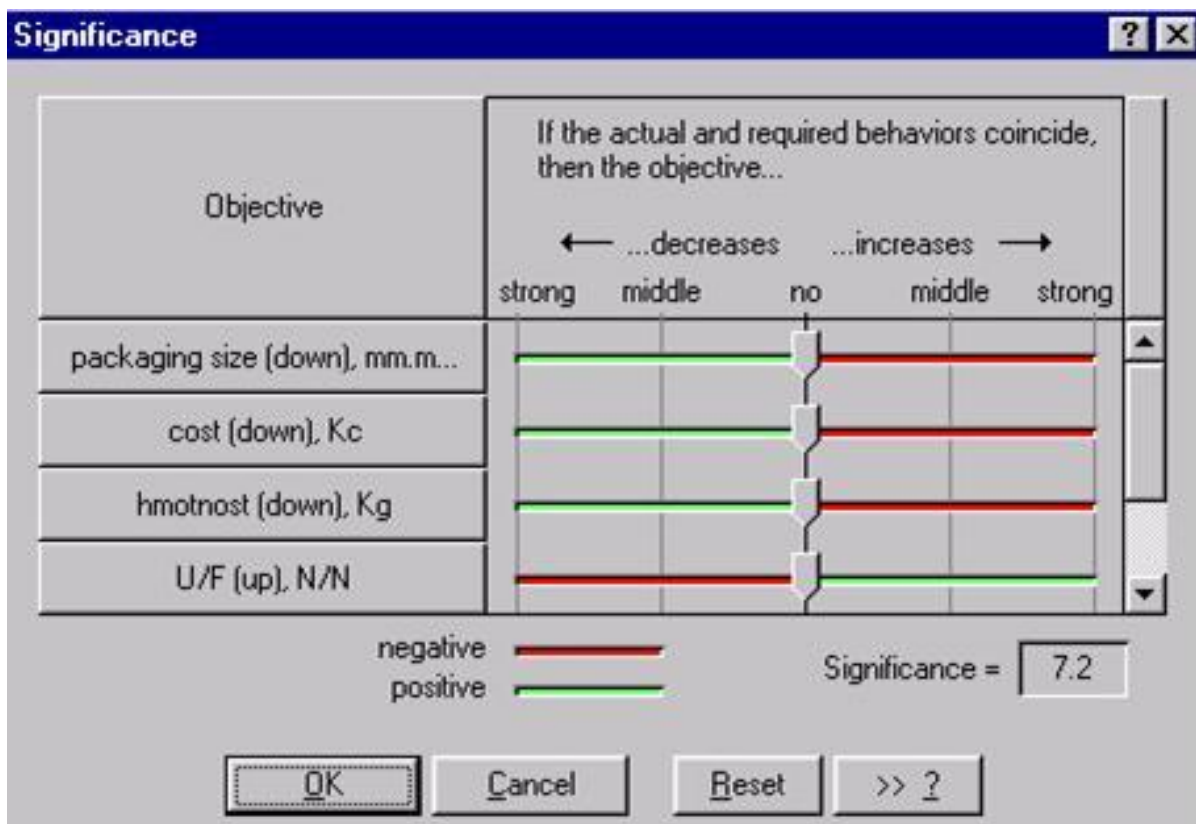 Significance
Objective
If the actual and required behaviors coincide,
then the objective...
...decreases ...increases
strong middle no middle strong
packaging size (down), mm.m...
cost (down), Kc
hmotnost (down), Kg
U/F (up), N/N
negative
positive
Significance = 7.2
OK Cancel Reset >> ?